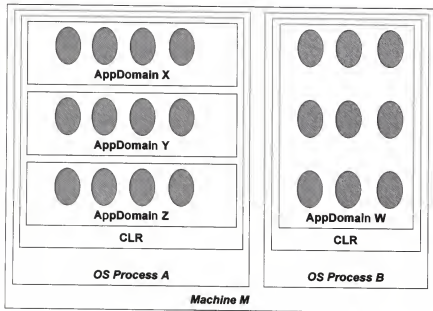 AppDomain X
AppDomain Y
AppDomain Z
CLR
OS Process A
AppDomain W
CLR
OS Process B
Machine M